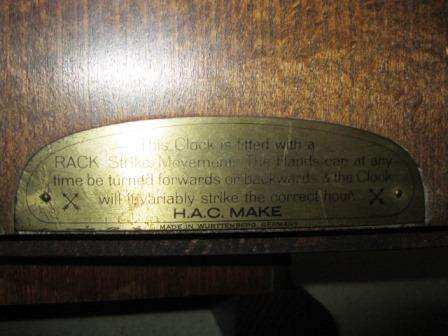 This Clock is fitted with a
RACK Strike Movement. The Hands can at any-
time be turned forwards or backwards & the Clock
will invariably strike the correct hour.
H.A.C. MAKE
MADE IN WURTTEMBERG GERMANY